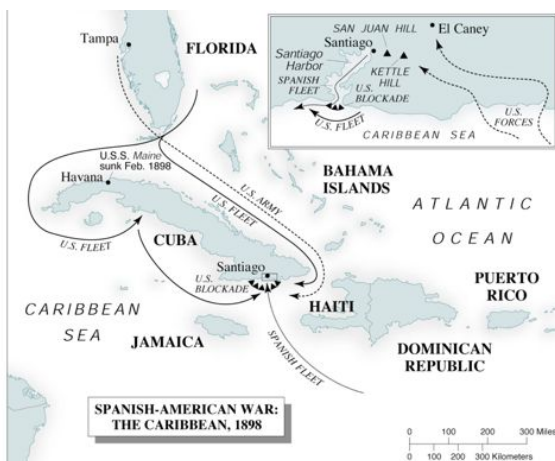 Tampa
FLORIDA
SAN JUAN HILL
El Caney
Santiago
Santiago
Harbor
KETTLE
HILL
SPANISH
FLEET
U.S.
BLOCKADE
U.S. FLEET
U.S.
FORCES
CARIBBEAN SEA
U.S.S. Maine
sunk Feb. 1898
Havana
BAHAMA
ISLANDS
U.S. ARMY
U.S. FLEET
ATLANTIC
OCEAN
U.S. FLEET
CUBA
Santiago
U.S.
BLOCKADE
HAITI
PUERTO
RICO
CARIBBEAN
SEA
JAMAICA
SPANISH FLEET
DOMINICAN
REPUBLIC
SPANISH-AMERICAN WAR:
THE CARIBBEAN, 1898
0 100 200 300 Miles
0 100 200 300 Kilometers